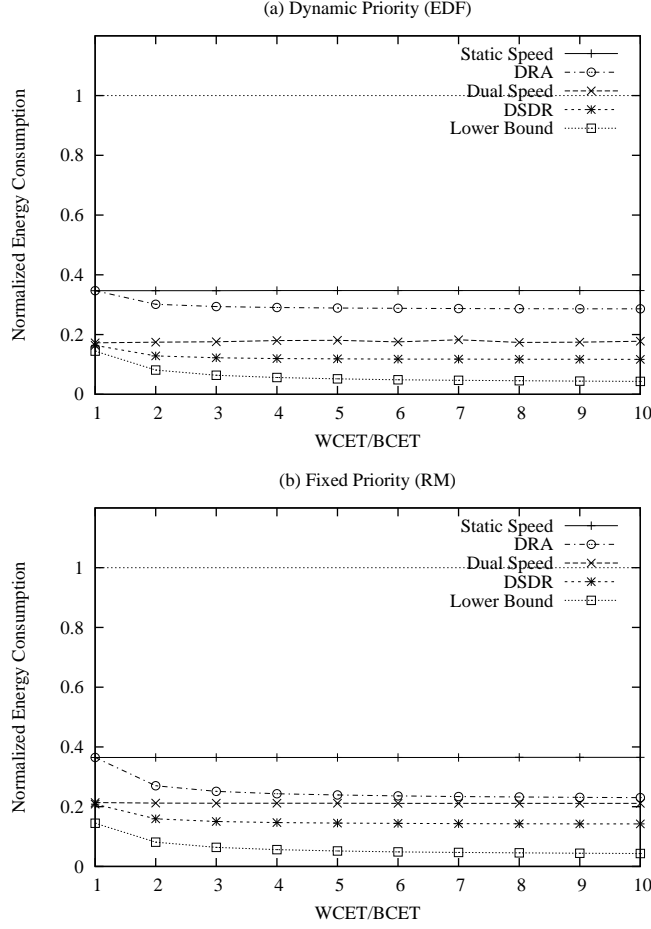 (a) Dynamic Priority (EDF)
Normalized Energy Consumption
1
0.8
0.6
0.4
0.2
0
Static Speed
DRA
Dual Speed
DSDR
Lower Bound
1 2 3 4 5 6 7 8 9 10
WCET/BCET
(b) Fixed Priority (RM)
Normalized Energy Consumption
1
0.8
0.6
0.4
0.2
0
Static Speed
DRA
Dual Speed
DSDR
Lower Bound
1 2 3 4 5 6 7 8 9 10
WCET/BCET